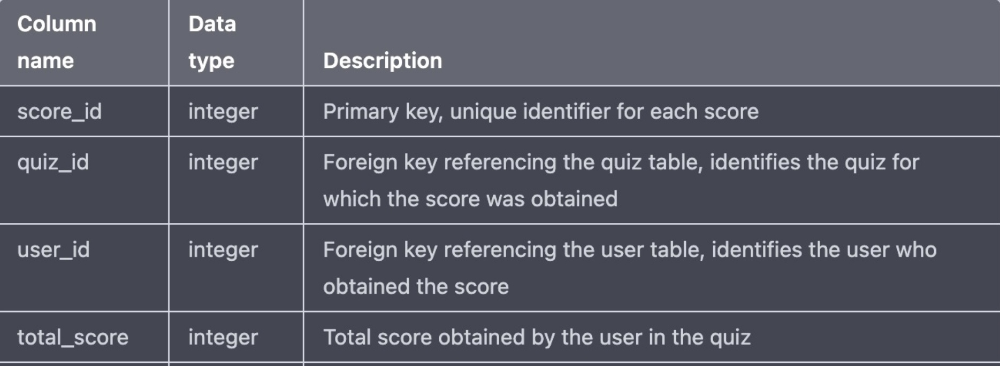 Column name
Data type
Description
score_id
integer
Primary key, unique identifier for each score
quiz_id
integer
Foreign key referencing the quiz table, identifies the quiz for
which the score was obtained
user_id
integer
Foreign key referencing the user table, identifies the user who
obtained the score
total_score
integer
Total score obtained by the user in the quiz